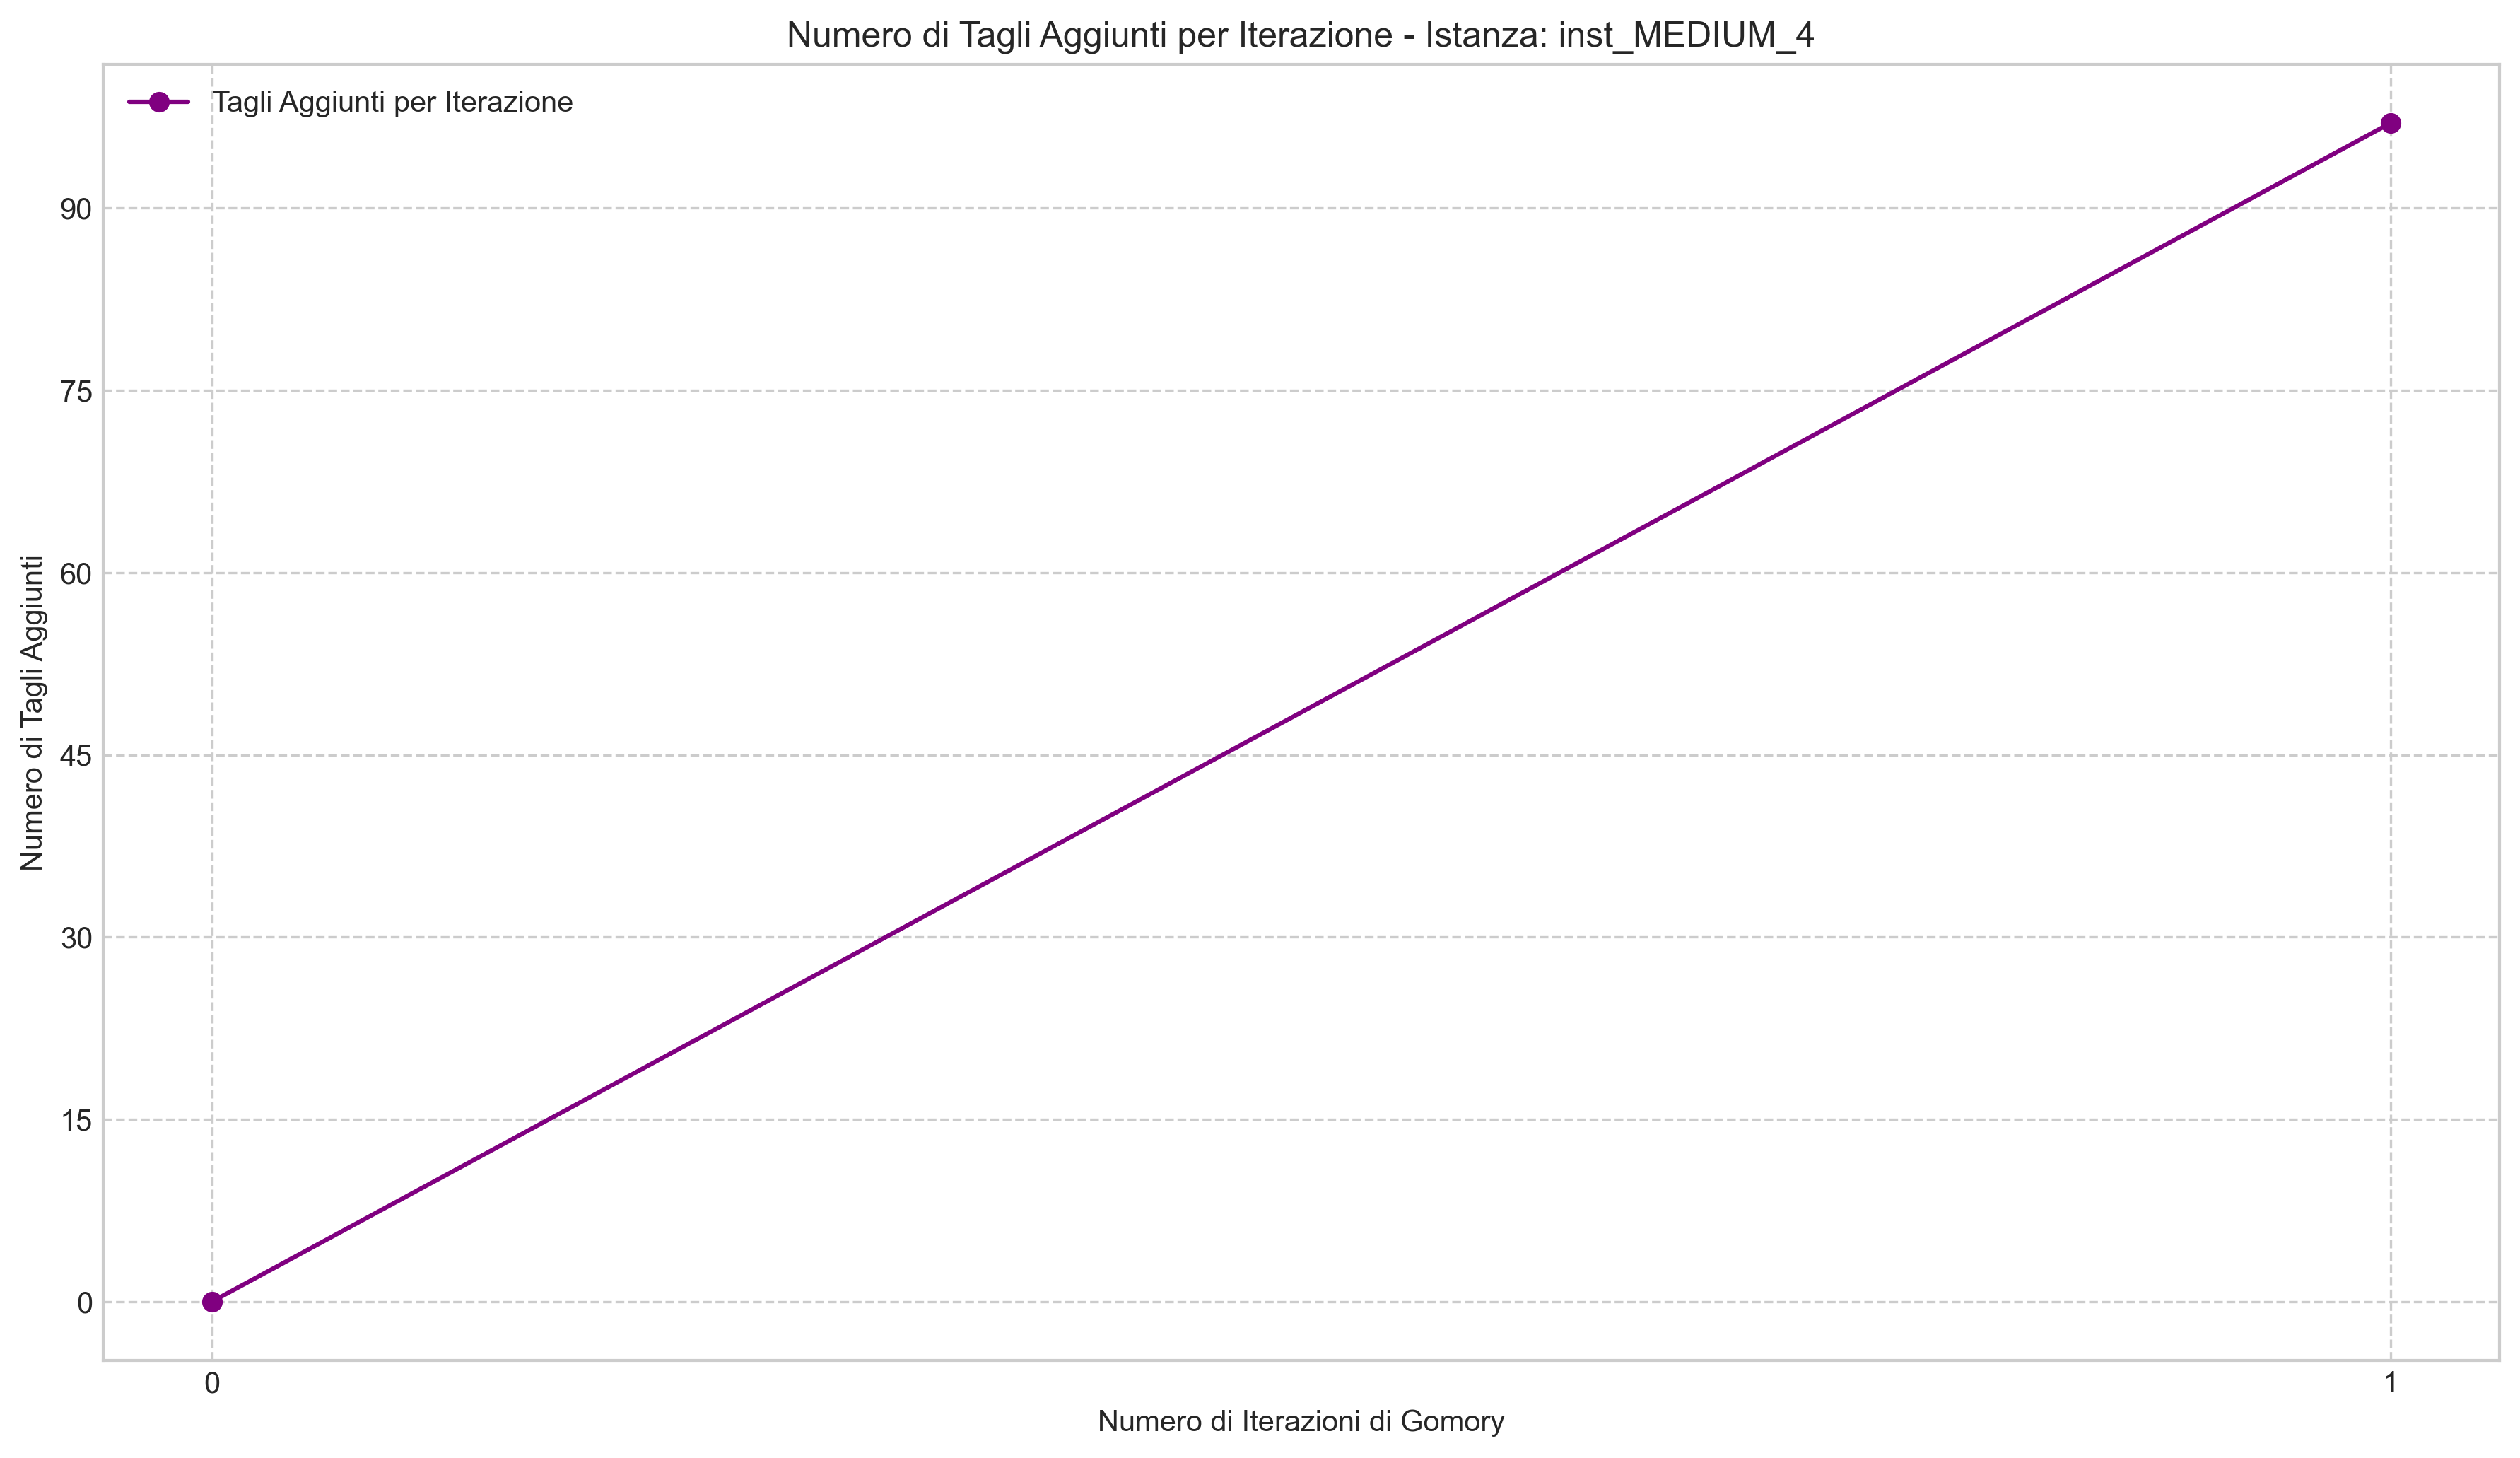 Numero di Tagli Aggiunti per Iterazione - Istanza: inst_MEDIUM_4
Tagli Aggiunti per Iterazione
Numero di Tagli Aggiunti
90
75
60
45
30
15
0
0 1
Numero di Iterazioni di Gomory